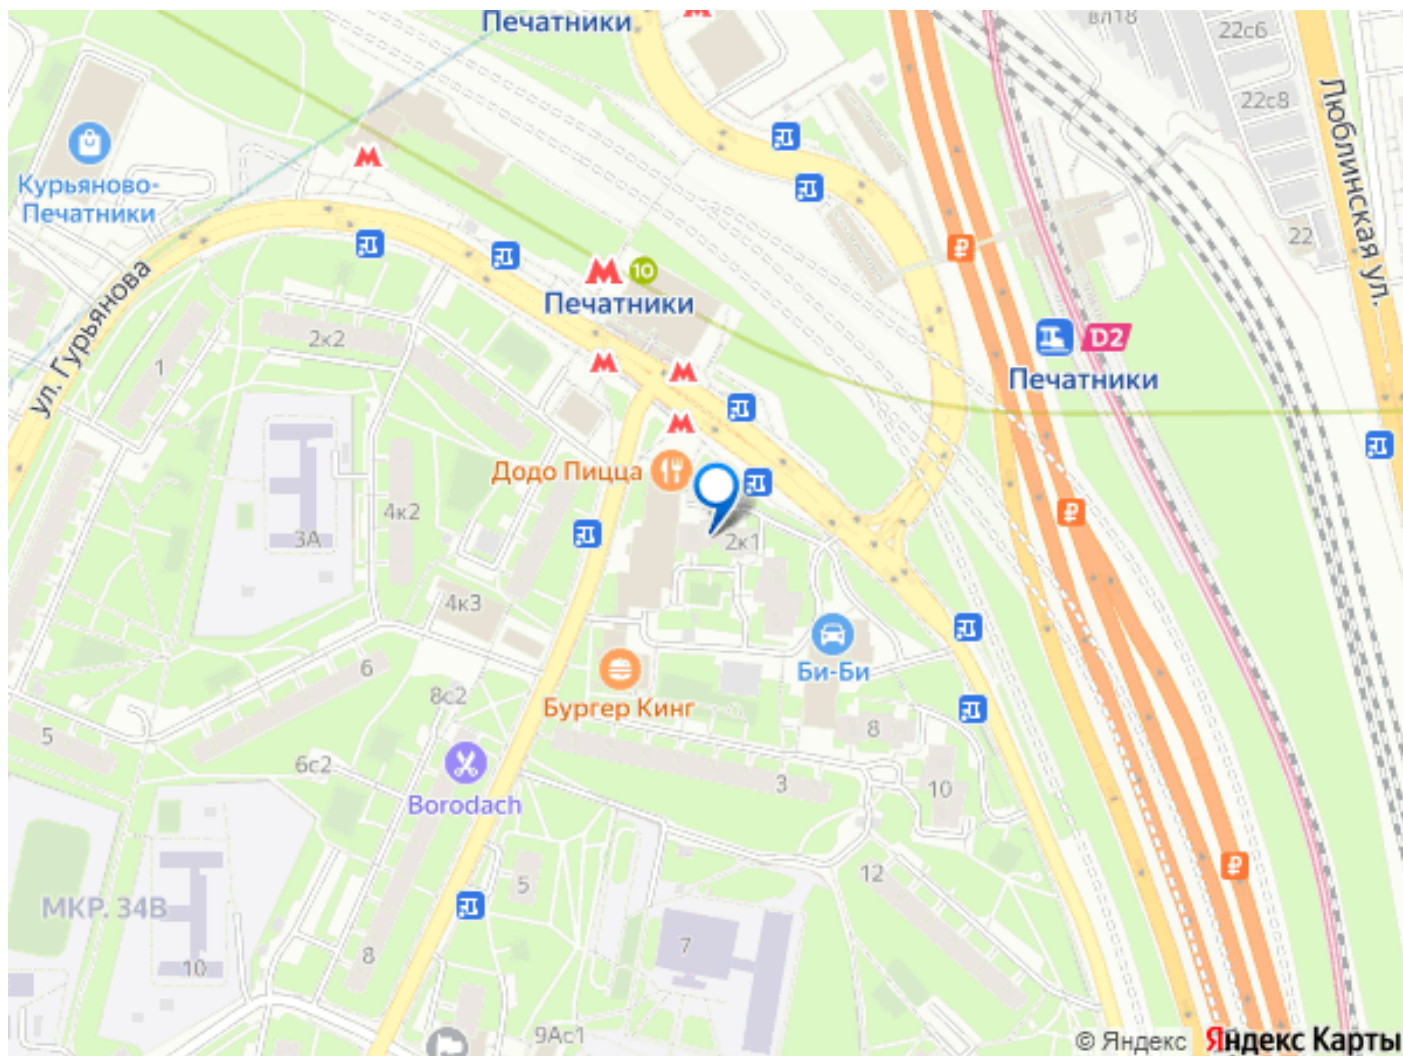 Печатники
вл18
22с6
22с8
Люблинская ул.
Курьяново-
Печатники
22
ул. Гурьянова
10
Печатники
D2
Печатники
2к2
1
Додо Пицца
4к2
3А
2к1
4к3
6
Би-Би
8с2
Бургер Кинг
5
8
6с2
3
10
Borodach
12
5
МКР. 34В
7
8
10
9Ас1
© Яндекс Яндекс Карты